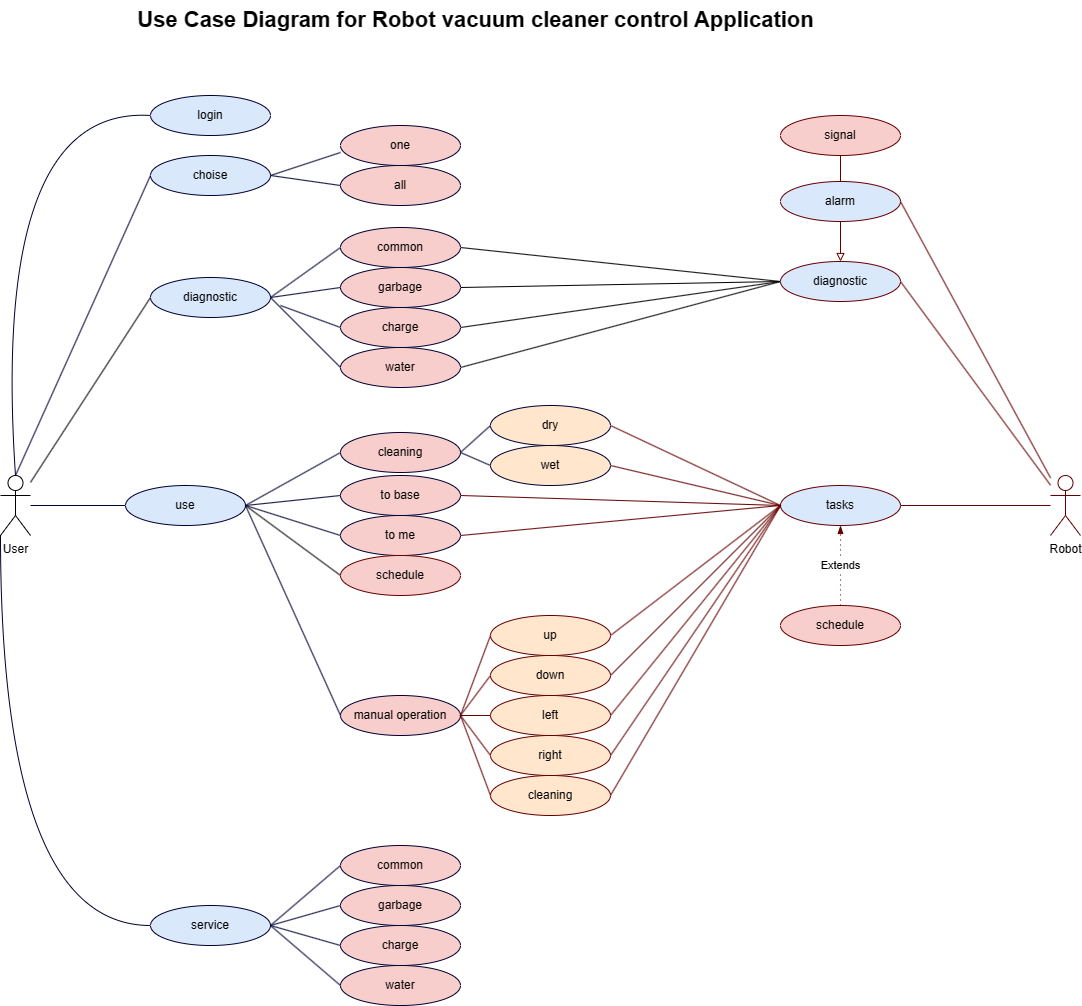 Use Case Diagram for Robot vacuum cleaner control Application
login
choise
one
all
signal
alarm
diagnostic
common
garbage
charge
water
diagnostic
User
use
cleaning
to base
to me
schedule
dry
wet
tasks
Robot
Extends
schedule
manual operation
up
down
left
right
cleaning
service
common
garbage
charge
water